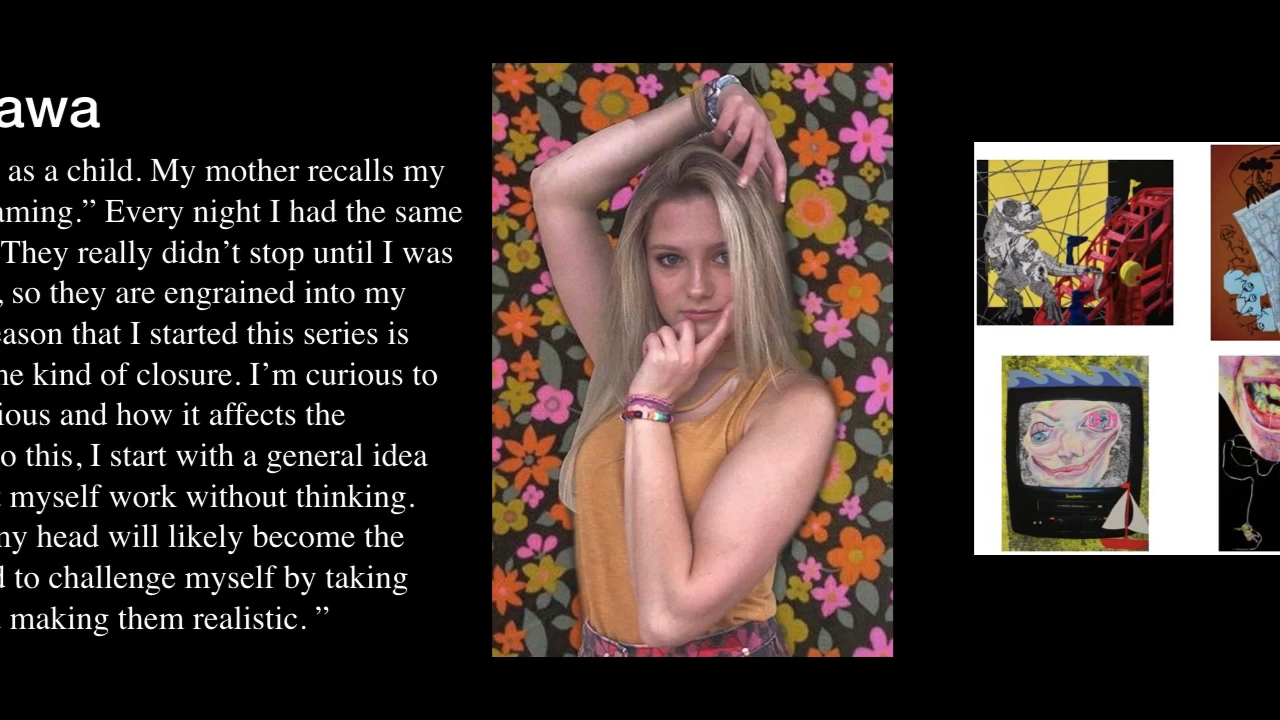 awa
as a child. My mother recalls my
aming.” Every night I had the same
They really didn’t stop until I was
, so they are engrained into my
eason that I started this series is
ne kind of closure. I’m curious to
ious and how it affects the
o this, I start with a general idea
t myself work without thinking.
ny head will likely become the
d to challenge myself by taking
making them realistic. ”